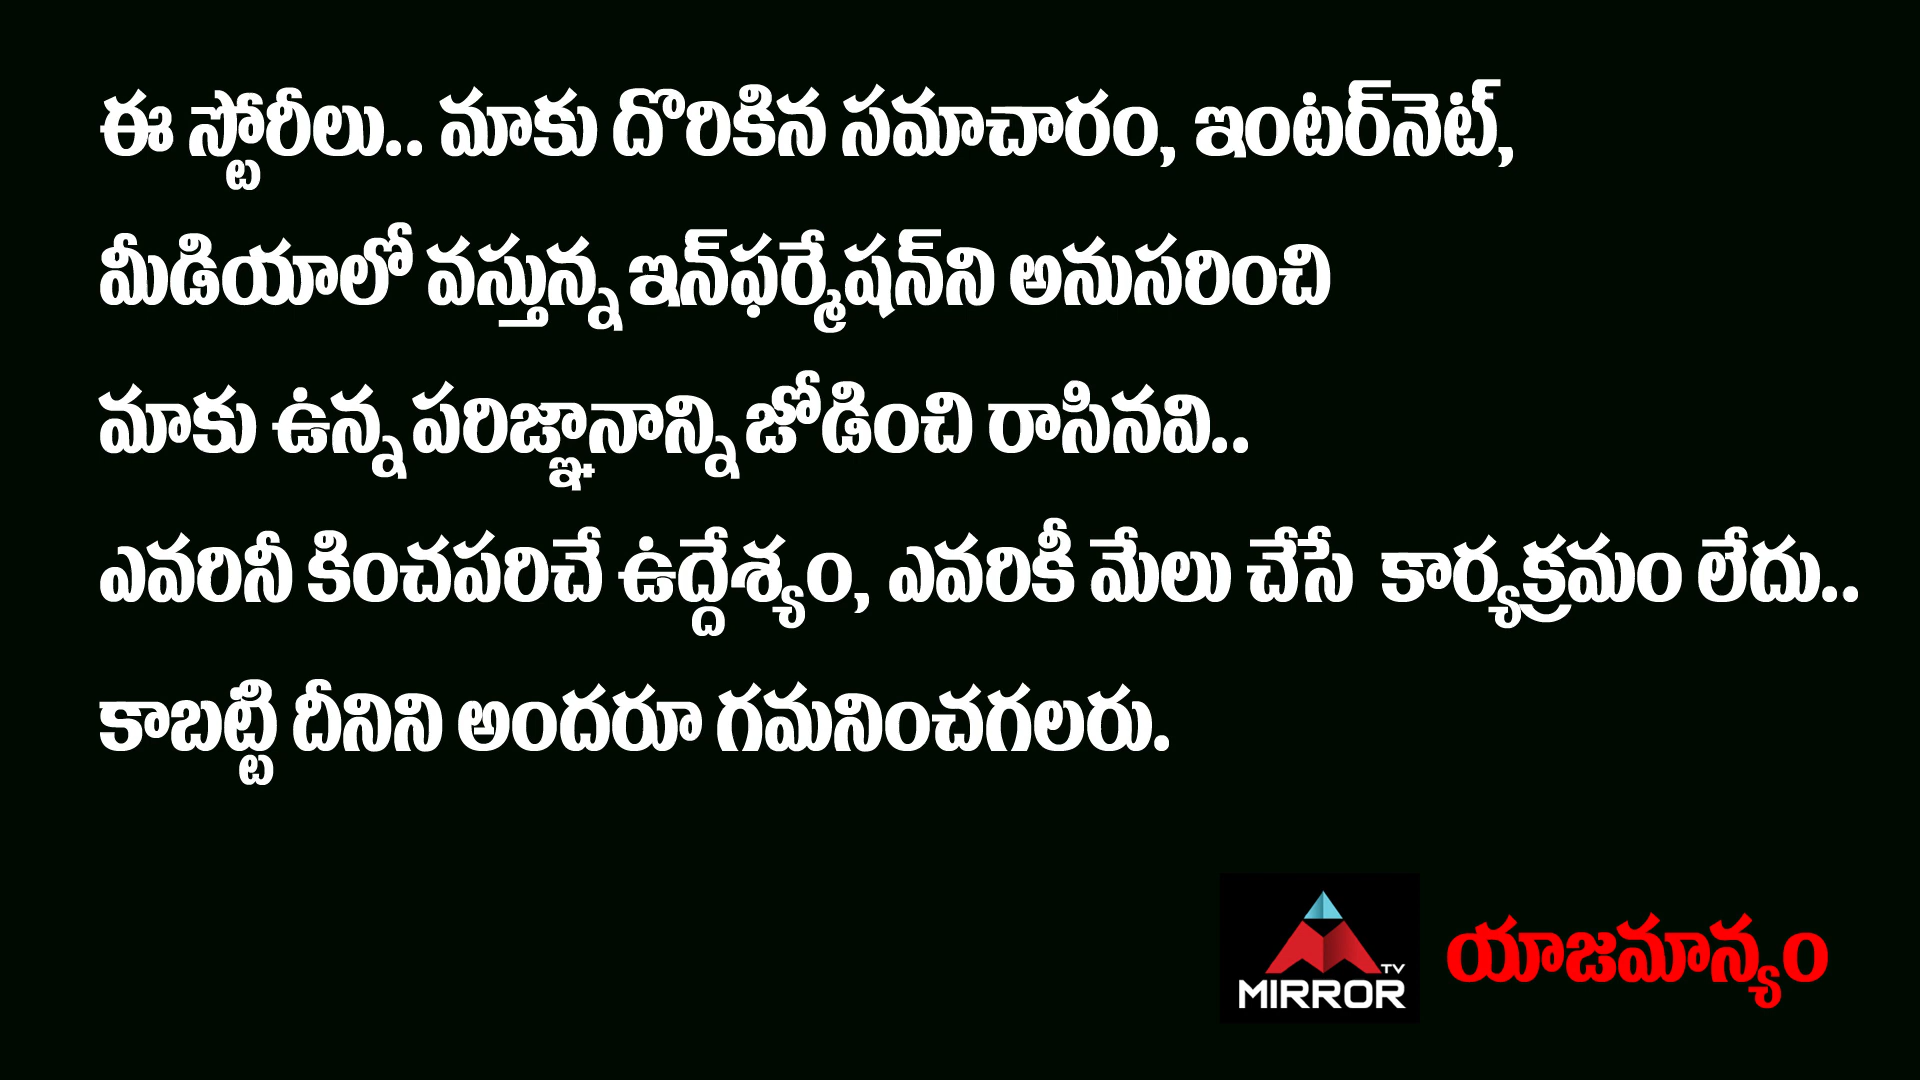 ఈ స్టోరీలు.. మాకు దొరికిన సమాచారం, ఇంటర్‌నెట్,
మీడియాలో వస్తున్న ఇన్‌ఫర్మేషన్‌ని అనుసరించి
మాకు ఉన్న పరిజ్ఞానాన్ని జోడించి రాసినవి..
ఎవరినీ కించపరిచే ఉద్దేశ్యం, ఎవరికీ మేలు చేసే కార్యక్రమం లేదు..
కాబట్టి దీనిని అందరూ గమనించగలరు.
TV
MIRROR
యాజమాన్యం